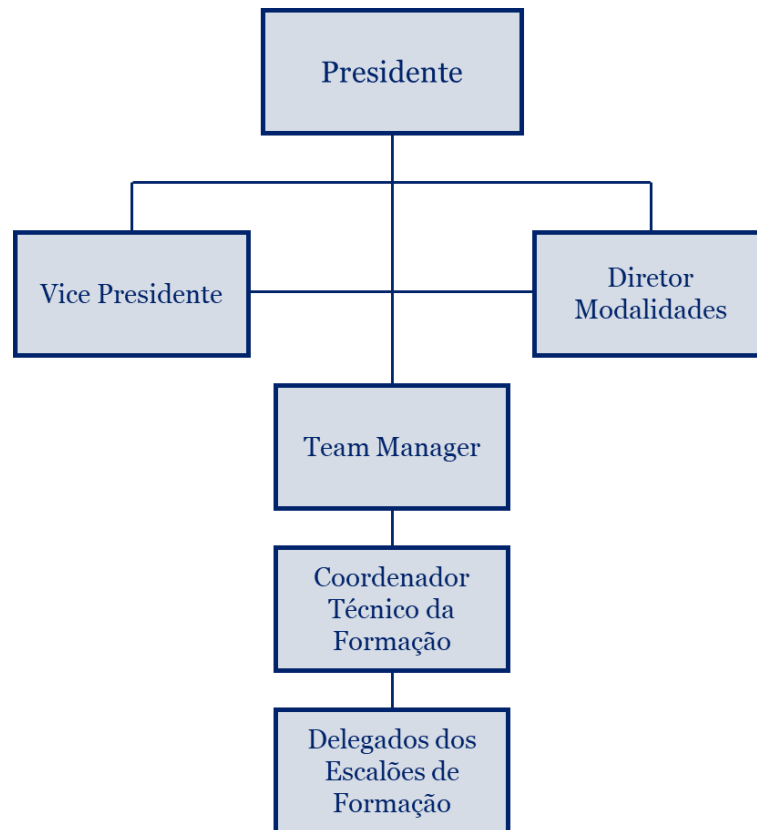 Presidente
Vice Presidente
Diretor
Modalidades
Team Manager
Coordenador
Técnico da
Formação
Delegados dos
Escalões de
Formação